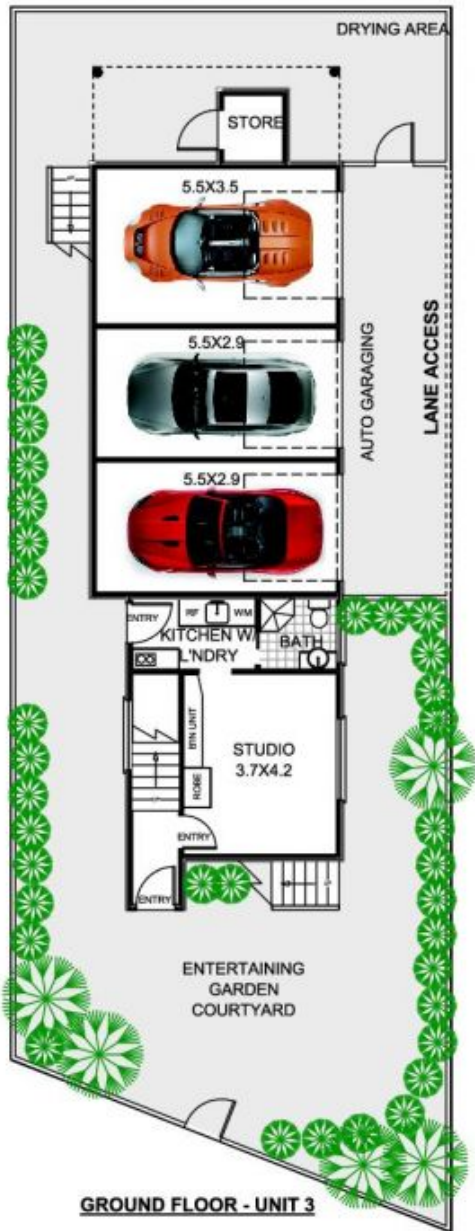 DRYING AREA
STORE
5.5X3.5
5.5X2.9
AUTO GARAGING
LANE ACCESS
5.5X2.9
ENTRY
RF
WM
KITCHEN W/
L'NDRY
BATH
B'IN UNIT
STUDIO
3.7X4.2
ROBE
ENTRY
ENTRY
ENTERTAINING
GARDEN
COURTYARD
GROUND FLOOR - UNIT 3